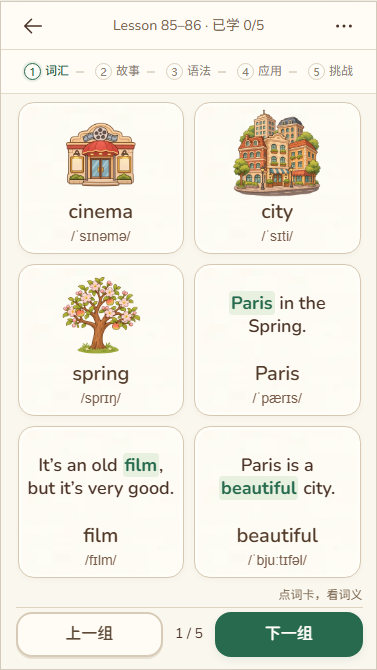 Lesson 85–86 · 已学 0/5
1 词汇 – 2 故事 – 3 语法 – 4 应用 – 5 挑战
cinema
/ˈsɪnəmə/
city
/ˈsɪti/
spring
/sprɪŋ/
Paris in the
Spring.
Paris
/ˈpærɪs/
It’s an old film,
but it’s very good.
film
/fɪlm/
Paris is a
beautiful city.
beautiful
/ˈbjuːtɪfəl/
点词卡，看词义
上一组
1 / 5
下一组